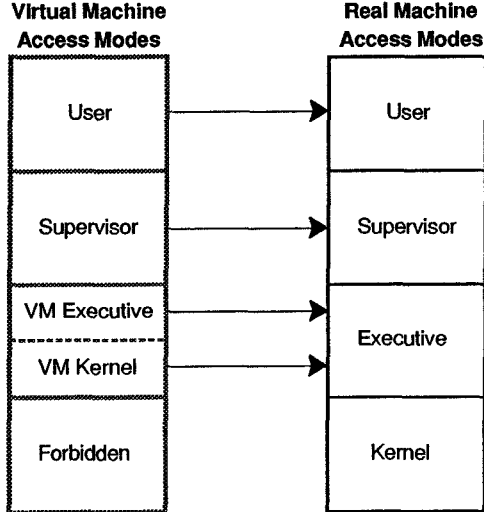 Virtual Machine
Access Modes
Real Machine
Access Modes
User
User
Supervisor
Supervisor
VM Executive
VM Kernel
Executive
Forbidden
Kernel